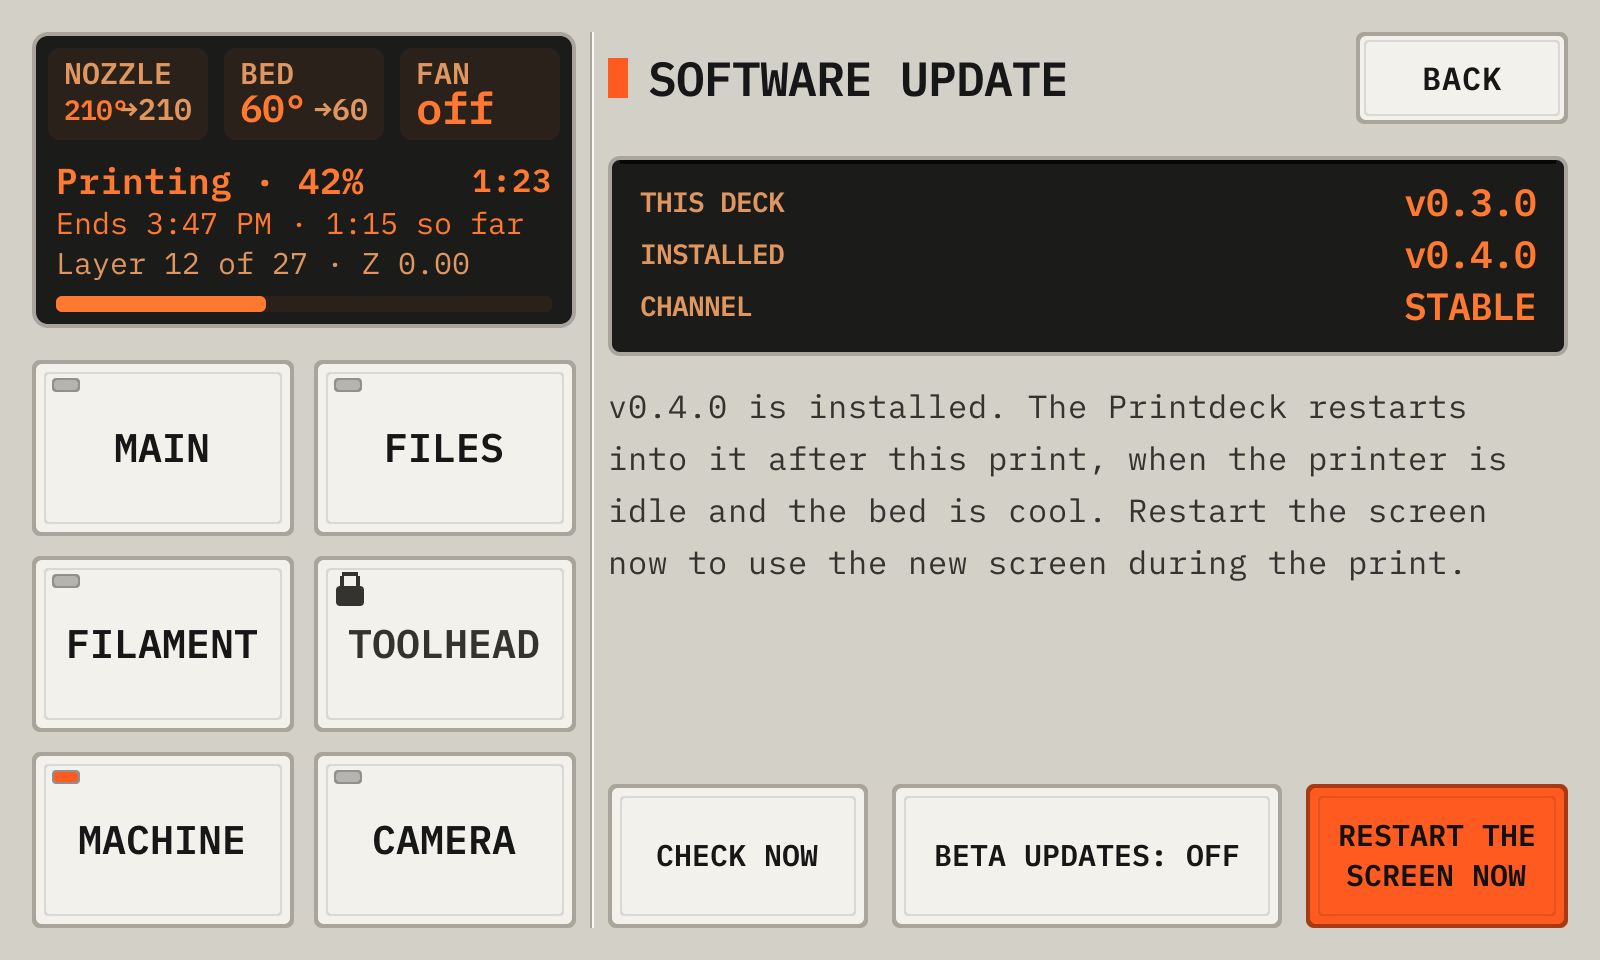 NOZZLE
210°→210
BED
60° →60
FAN
off
Printing · 42% 1:23
Ends 3:47 PM · 1:15 so far
Layer 12 of 27 · Z 0.00
MAIN
FILES
FILAMENT
TOOLHEAD
MACHINE
CAMERA
SOFTWARE UPDATE
BACK
THIS DECK v0.3.0
INSTALLED v0.4.0
CHANNEL STABLE
v0.4.0 is installed. The Printdeck restarts
into it after this print, when the printer is
idle and the bed is cool. Restart the screen
now to use the new screen during the print.
CHECK NOW
BETA UPDATES: OFF
RESTART THE
SCREEN NOW